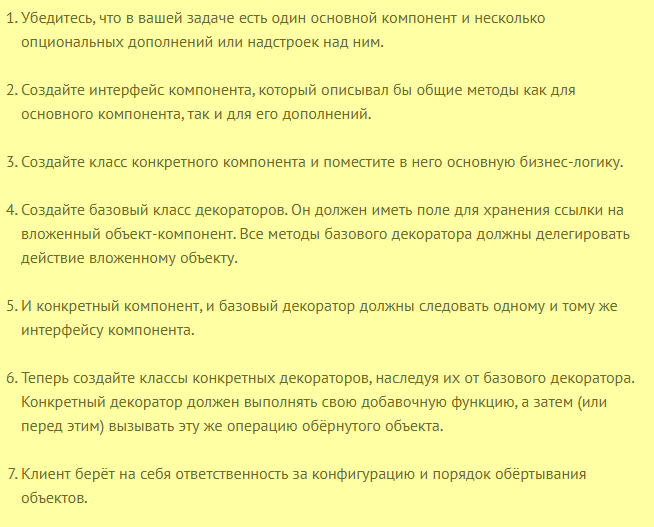 1. Убедитесь, что в вашей задаче есть один основной компонент и несколько
опциональных дополнений или надстроек над ним.
2. Создайте интерфейс компонента, который описывал бы общие методы как для
основного компонента, так и для его дополнений.
3. Создайте класс конкретного компонента и поместите в него основную бизнес-логику.
4. Создайте базовый класс декораторов. Он должен иметь поле для хранения ссылки на
вложенный объект-компонент. Все методы базового декоратора должны делегировать
действие вложенному объекту.
5. И конкретный компонент, и базовый декоратор должны следовать одному и тому же
интерфейсу компонента.
6. Теперь создайте классы конкретных декораторов, наследуя их от базового декоратора.
Конкретный декоратор должен выполнять свою добавочную функцию, а затем (или
перед этим) вызывать эту же операцию обёрнутого объекта.
7. Клиент берёт на себя ответственность за конфигурацию и порядок обёртывания
объектов.